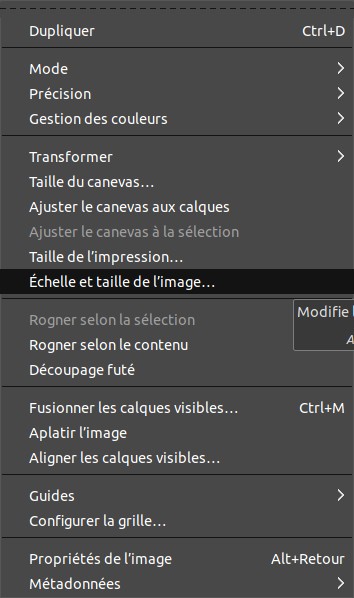 Dupliquer Ctrl+D
Mode
Précision
Gestion des couleurs
Transformer
Taille du canevas…
Ajuster le canevas aux calques
Ajuster le canevas à la sélection
Taille de l’impression…
Échelle et taille de l’image…
Modifie
Rogner selon la sélection
Rogner selon le contenu
Découpage futé
Fusionner les calques visibles… Ctrl+M
Aplatir l’image
Aligner les calques visibles…
Guides
Configurer la grille…
Propriétés de l’image Alt+Retour
Métadonnées